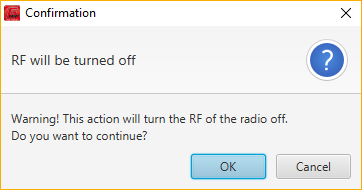 Confirmation
RF will be turned off
?
Warning! This action will turn the RF of the radio off.
Do you want to continue?
OK
Cancel